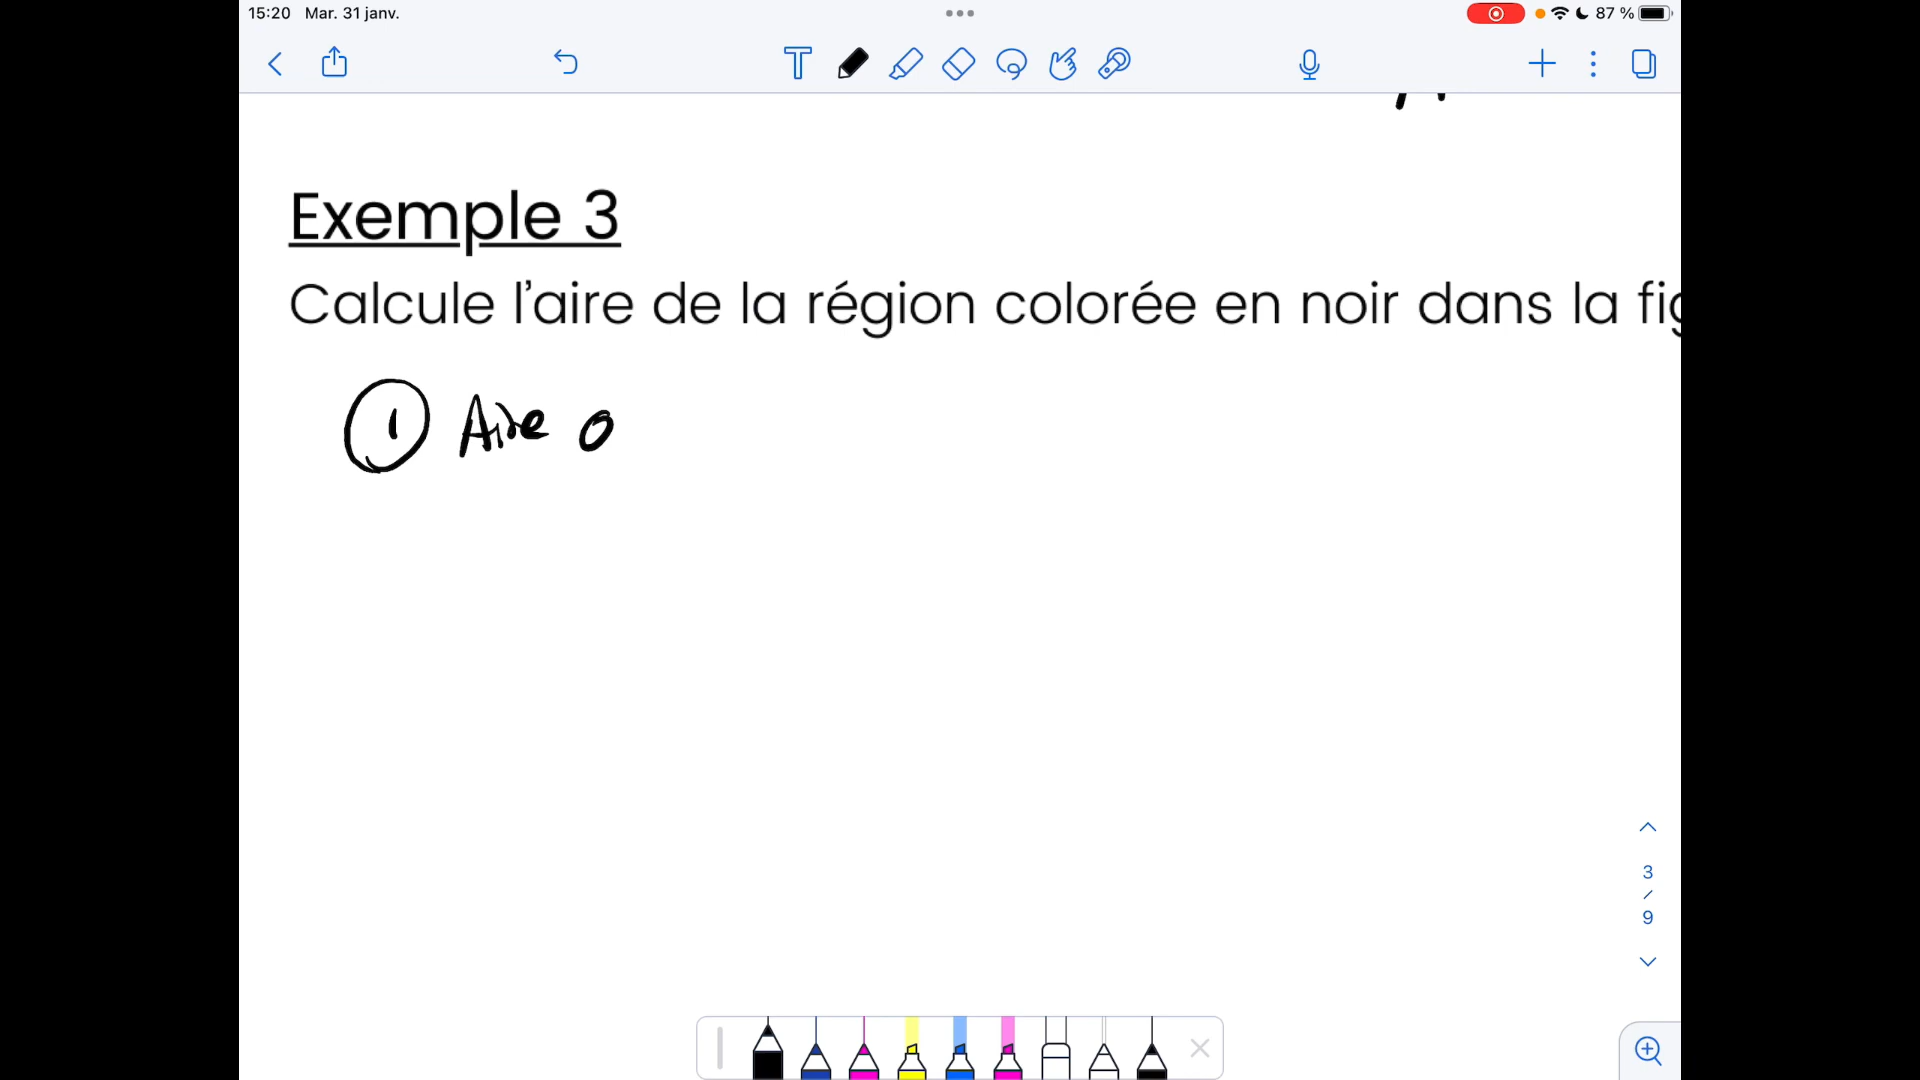 15:20 Mar. 31 janv. 87 %
Exemple 3
Calcule l'aire de la région colorée en noir dans la fig
1 Aire
3
/
9